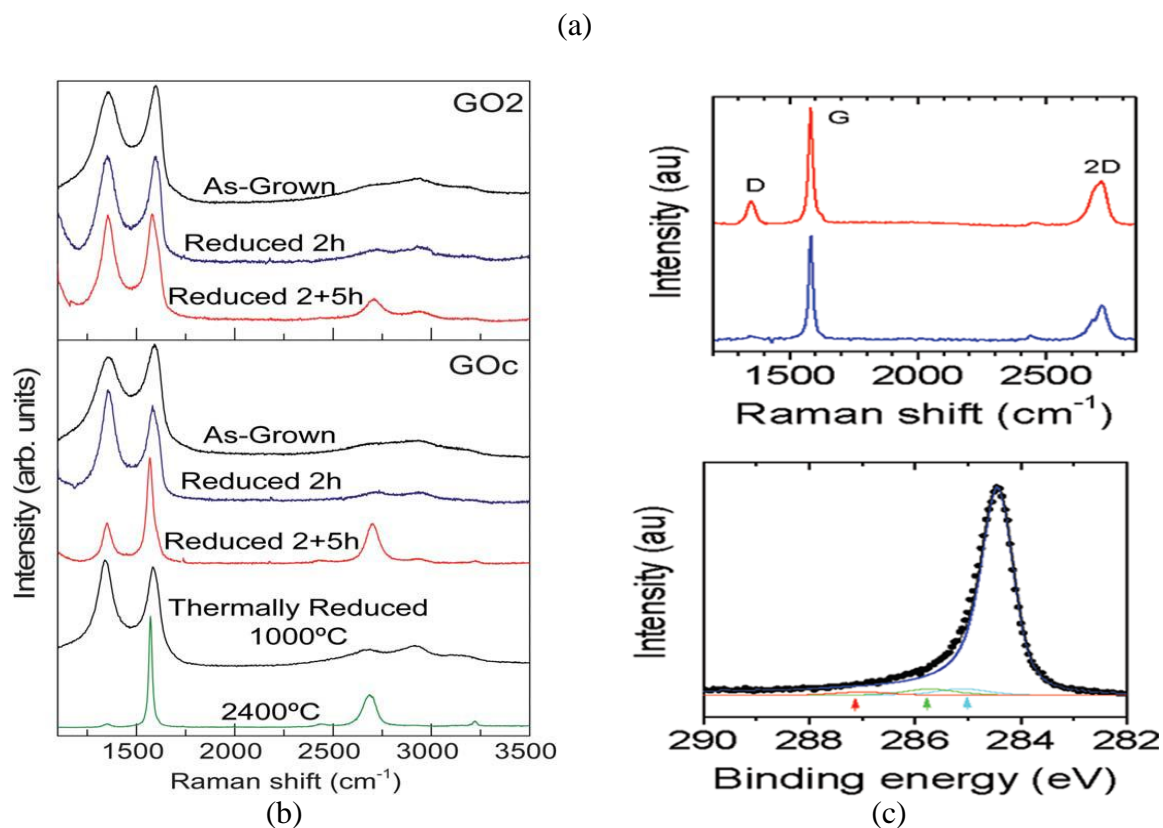 (a)
GO2
As-Grown
Reduced 2h
Reduced 2+5h
GOc
As-Grown
Reduced 2h
Reduced 2+5h
Thermally Reduced
1000ºC
2400ºC
Intensity (arb. units)
1500 2000 2500 3000 3500
Raman shift (cm⁻¹)
(b)
D
G
2D
Intensity (au)
1500 2000 2500
Raman shift (cm⁻¹)
Intensity (au)
290 288 286 284 282
Binding energy (eV)
(c)